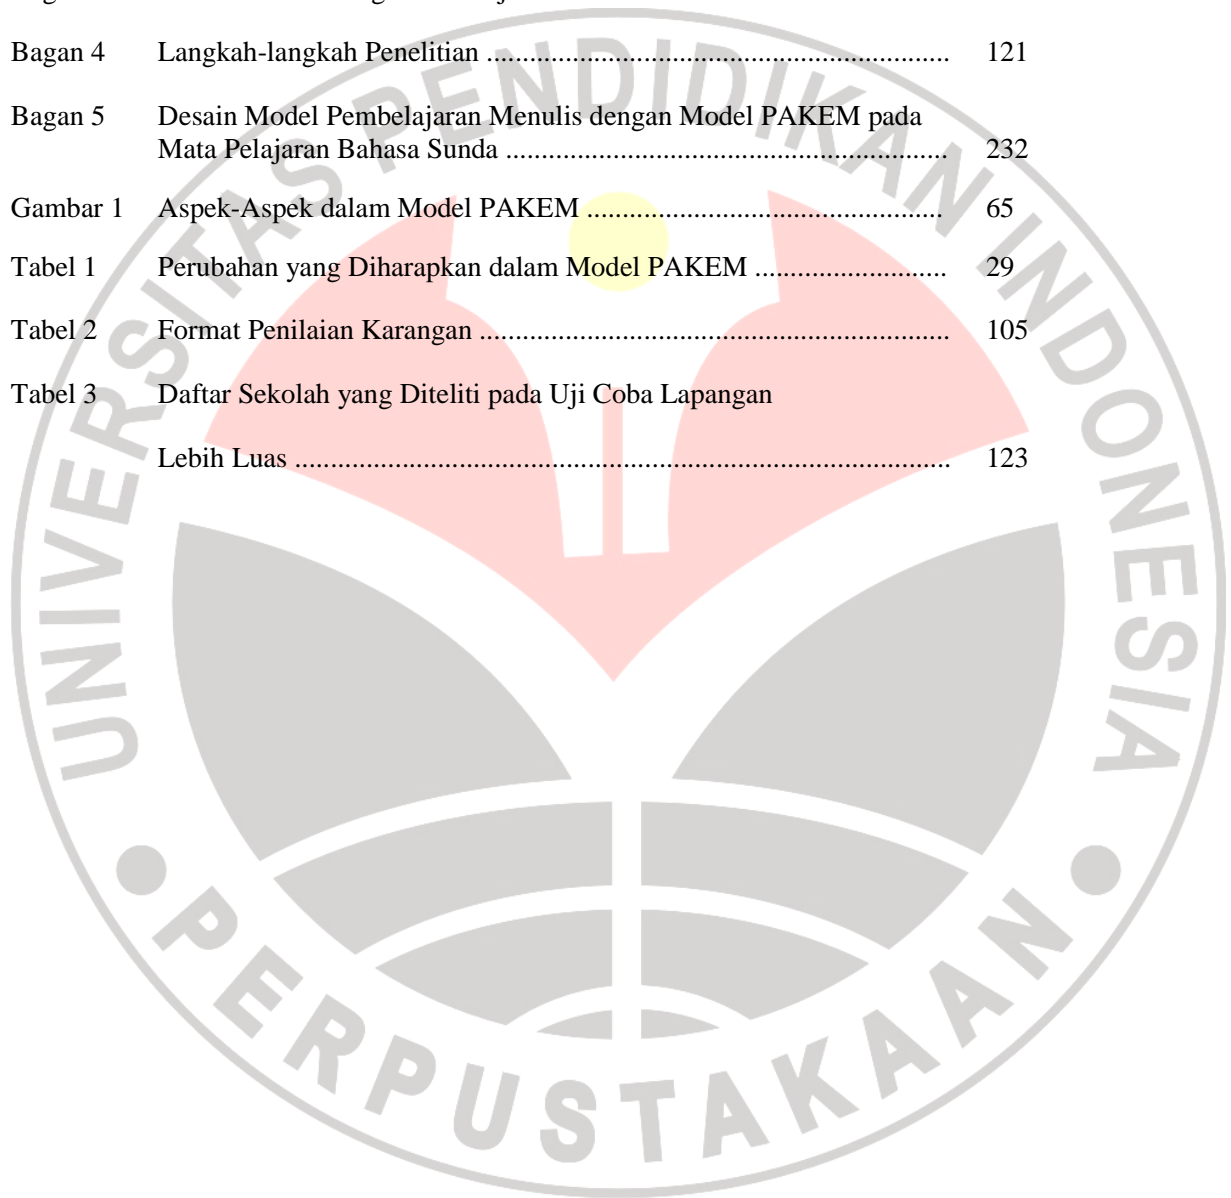 Bagan 4 Langkah-langkah Penelitian ................................................................ 121
Bagan 5 Desain Model Pembelajaran Menulis dengan Model PAKEM pada
Mata Pelajaran Bahasa Sunda ............................................................. 232
Gambar 1 Aspek-Aspek dalam Model PAKEM ................................................. 65
Tabel 1 Perubahan yang Diharapkan dalam Model PAKEM .......................... 29
Tabel 2 Format Penilaian Karangan ................................................................. 105
Tabel 3 Daftar Sekolah yang Diteliti pada Uji Coba Lapangan
Lebih Luas ........................................................................................... 123
UNIVERSITAS PENDIDIKAN INDONESIA
PERPUSTAKAAN